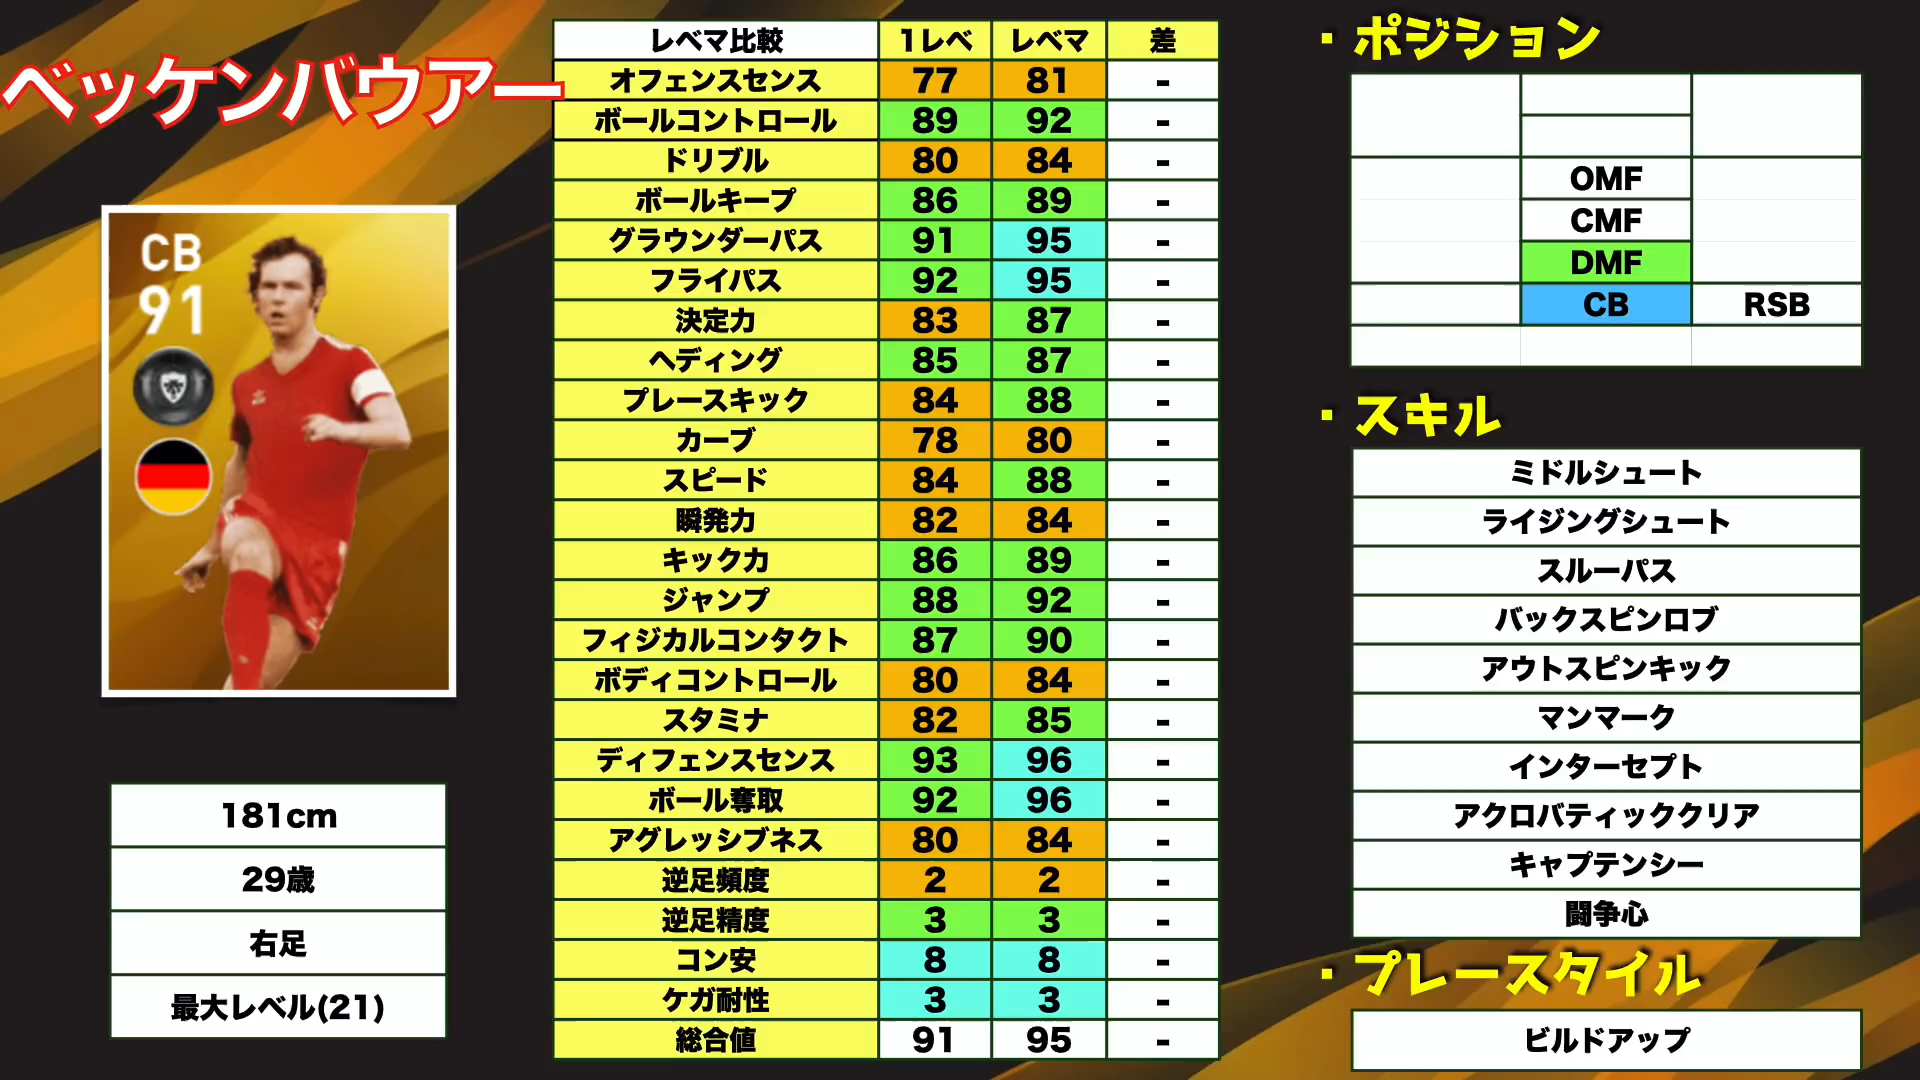 ベッケンバウアー
CB
91
181cm
29歳
右足
最大レベル(21)
レベマ比較 1レベ レベマ 差
オフェンスセンス 77 81 -
ボールコントロール 89 92 -
ドリブル 80 84 -
ボールキープ 86 89 -
グラウンダーパス 91 95 -
フライパス 92 95 -
決定力 83 87 -
ヘディング 85 87 -
プレースキック 84 88 -
カーブ 78 80 -
スピード 84 88 -
瞬発力 82 84 -
キック力 86 89 -
ジャンプ 88 92 -
フィジカルコンタクト 87 90 -
ボディコントロール 80 84 -
スタミナ 82 85 -
ディフェンスセンス 93 96 -
ボール奪取 92 96 -
アグレッシブネス 80 84 -
逆足頻度 2 2 -
逆足精度 3 3 -
コン安 8 8 -
ケガ耐性 3 3 -
総合値 91 95 -
・ポジション
OMF
CMF
DMF
CB RSB
・スキル
ミドルシュート
ライジングシュート
スルーパス
バックスピンロブ
アウトスピンキック
マンマーク
インターセプト
アクロバティッククリア
キャプテンシー
闘争心
・プレースタイル
ビルドアップ